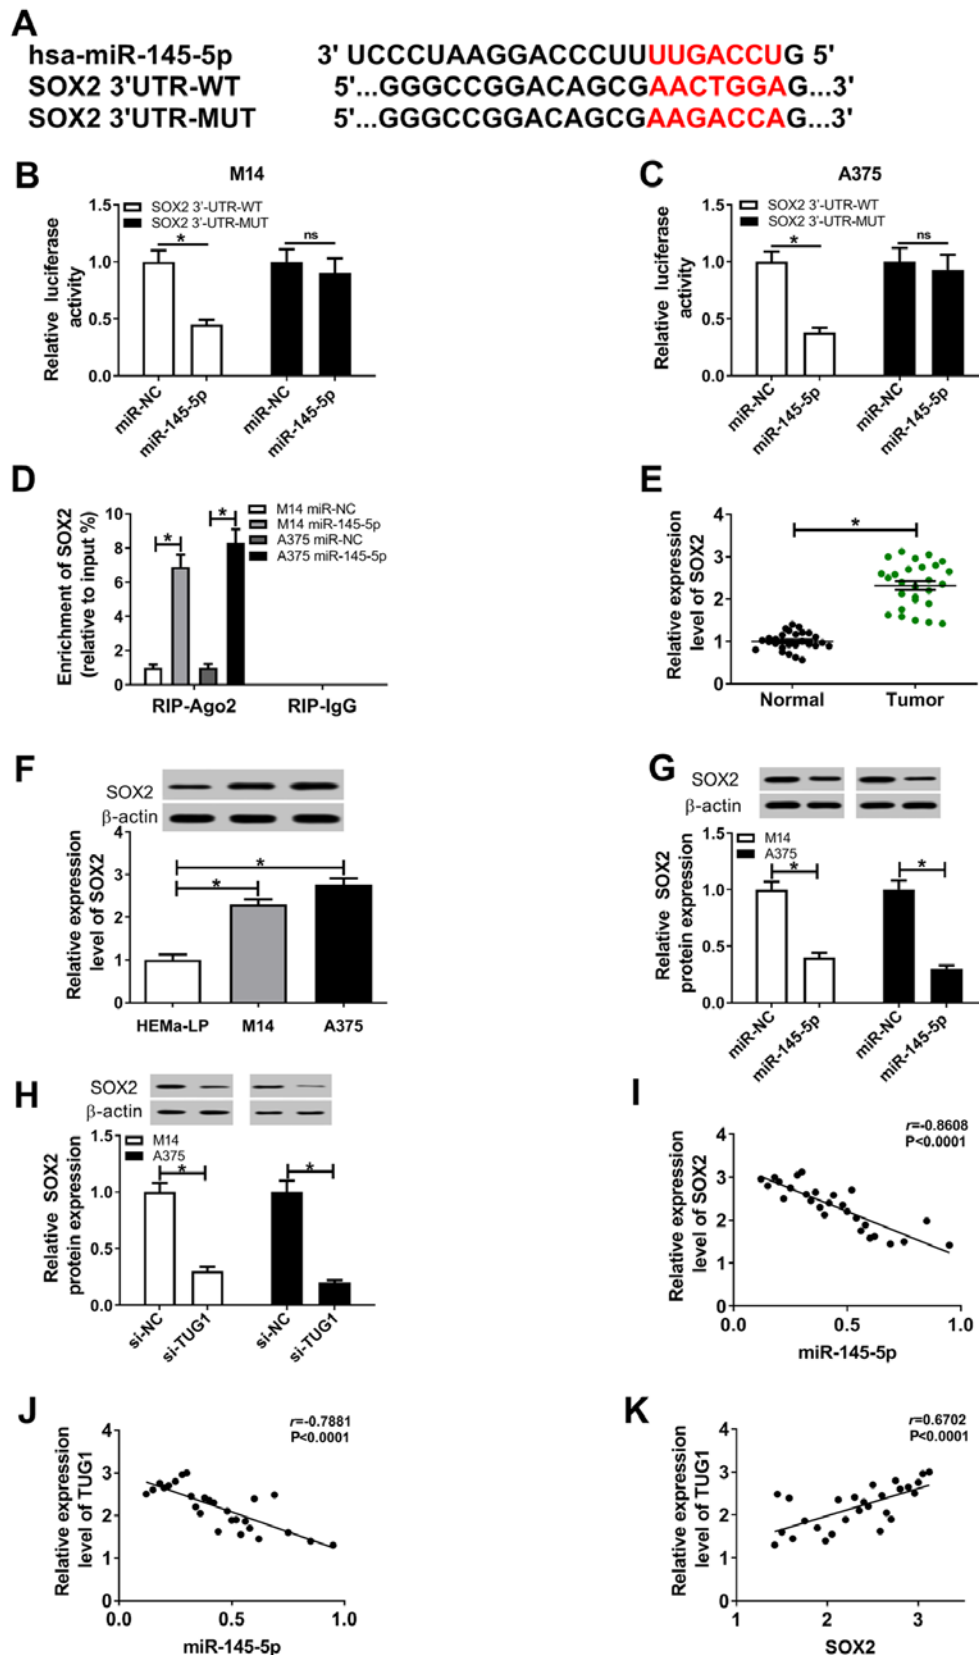 A
hsa-miR-145-5p 3' UCCCUAAGGACCCUUUUGACCUG 5'
SOX2 3'UTR-WT 5'...GGGCCGGACAGCGAACTGGAG...3'
SOX2 3'UTR-MUT 5'...GGGCCGGACAGCGAAGACCAG...3'
B
M14
SOX2 3'-UTR-WT
SOX2 3'-UTR-MUT
Relative luciferase
activity
1.5
1.0
0.5
0.0
*
ns
miR-NC
miR-145-5p
miR-NC
miR-145-5p
C
A375
SOX2 3'-UTR-WT
SOX2 3'-UTR-MUT
Relative luciferase
activity
1.5
1.0
0.5
0.0
*
ns
miR-NC
miR-145-5p
miR-NC
miR-145-5p
D
Enrichment of SOX2
(relative to input %)
10
8
6
4
2
0
*
*
M14 miR-NC
M14 miR-145-5p
A375 miR-NC
A375 miR-145-5p
RIP-Ago2 RIP-IgG
E
Relative expression
level of SOX2
4
3
2
1
0
*
Normal Tumor
F
SOX2
β-actin
Relative expression
level of SOX2
4
3
2
1
0
*
*
HEMa-LP M14 A375
G
SOX2
β-actin
Relative SOX2
protein expression
1.5
1.0
0.5
0.0
M14
A375
*
*
miR-NC
miR-145-5p
miR-NC
miR-145-5p
H
SOX2
β-actin
Relative SOX2
protein expression
1.5
1.0
0.5
0.0
M14
A375
*
*
si-NC
si-TUG1
si-NC
si-TUG1
I
r=-0.8608
P<0.0001
Relative expression
level of SOX2
4
3
2
1
0
0.0 0.5 1.0
miR-145-5p
J
r=-0.7881
P<0.0001
Relative expression
level of TUG1
4
3
2
1
0
0.0 0.5 1.0
miR-145-5p
K
r=0.6702
P<0.0001
Relative expression
level of TUG1
4
3
2
1
0
1 2 3
SOX2